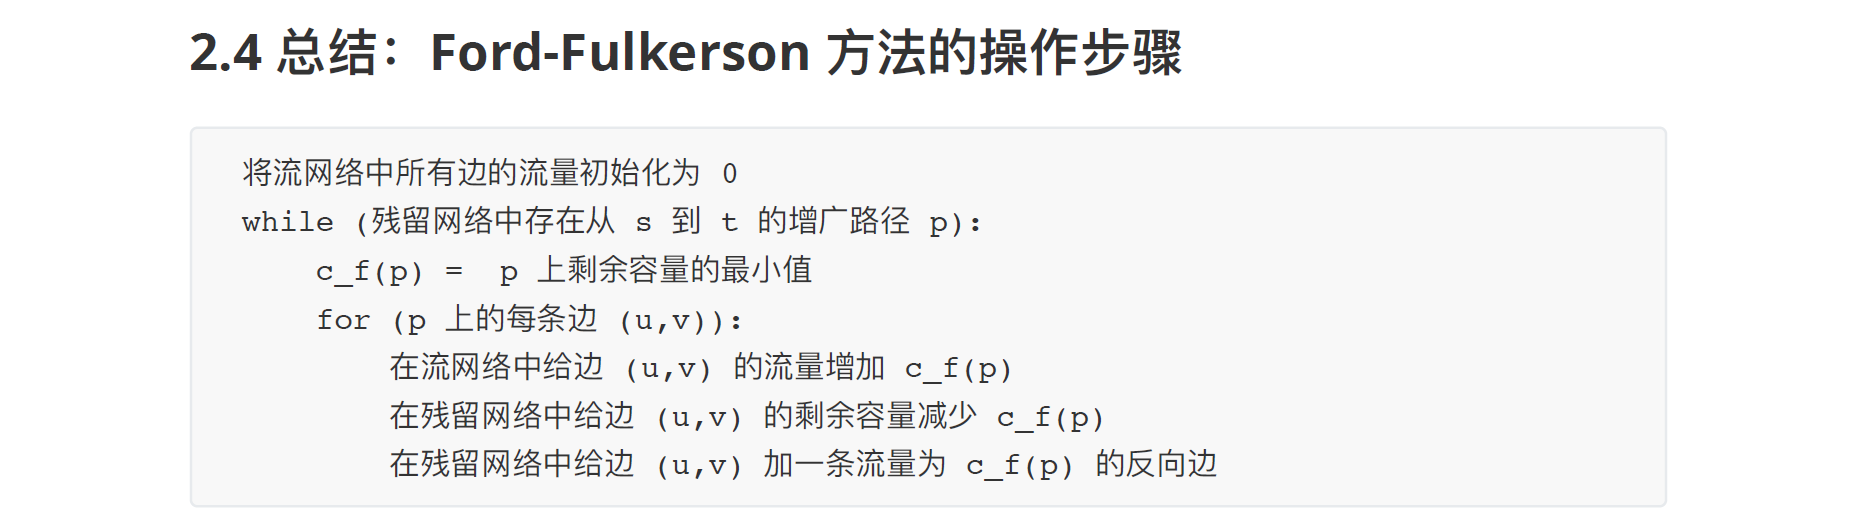 2.4 总结：Ford-Fulkerson 方法的操作步骤
将流网络中所有边的流量初始化为 0
while (残留网络中存在从 s 到 t 的增广路径 p):
    c_f(p) =  p 上剩余容量的最小值
    for (p 上的每条边 (u,v)):
        在流网络中给边 (u,v) 的流量增加 c_f(p)
        在残留网络中给边 (u,v) 的剩余容量减少 c_f(p)
        在残留网络中给边 (u,v) 加一条流量为 c_f(p) 的反向边